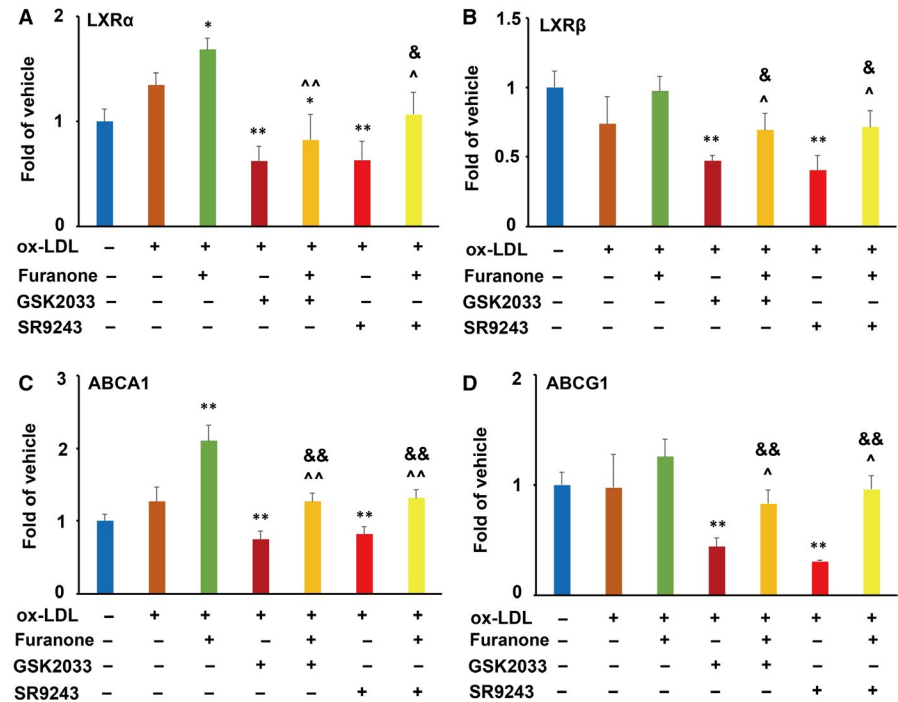 A LXRα
2
*
&
^^
^
** * **
1
Fold of vehicle
0
ox-LDL – + + + + + +
Furanone – – + – + – +
GSK2033 – – – + + – –
SR9243 – – – – – + +
B LXRβ
1.5
& &
^ ^
1
** **
0.5
Fold of vehicle
0
ox-LDL – + + + + + +
Furanone – – + – + – +
GSK2033 – – – + + – –
SR9243 – – – – – + +
C ABCA1
3
**
&& &&
^^ ^^
2
** **
1
Fold of vehicle
0
ox-LDL – + + + + + +
Furanone – – + – + – +
GSK2033 – – – + + – –
SR9243 – – – – – + +
D ABCG1
2
&& &&
^ ^
1
** **
Fold of vehicle
0
ox-LDL – + + + + + +
Furanone – – + – + – +
GSK2033 – – – + + – –
SR9243 – – – – – + +